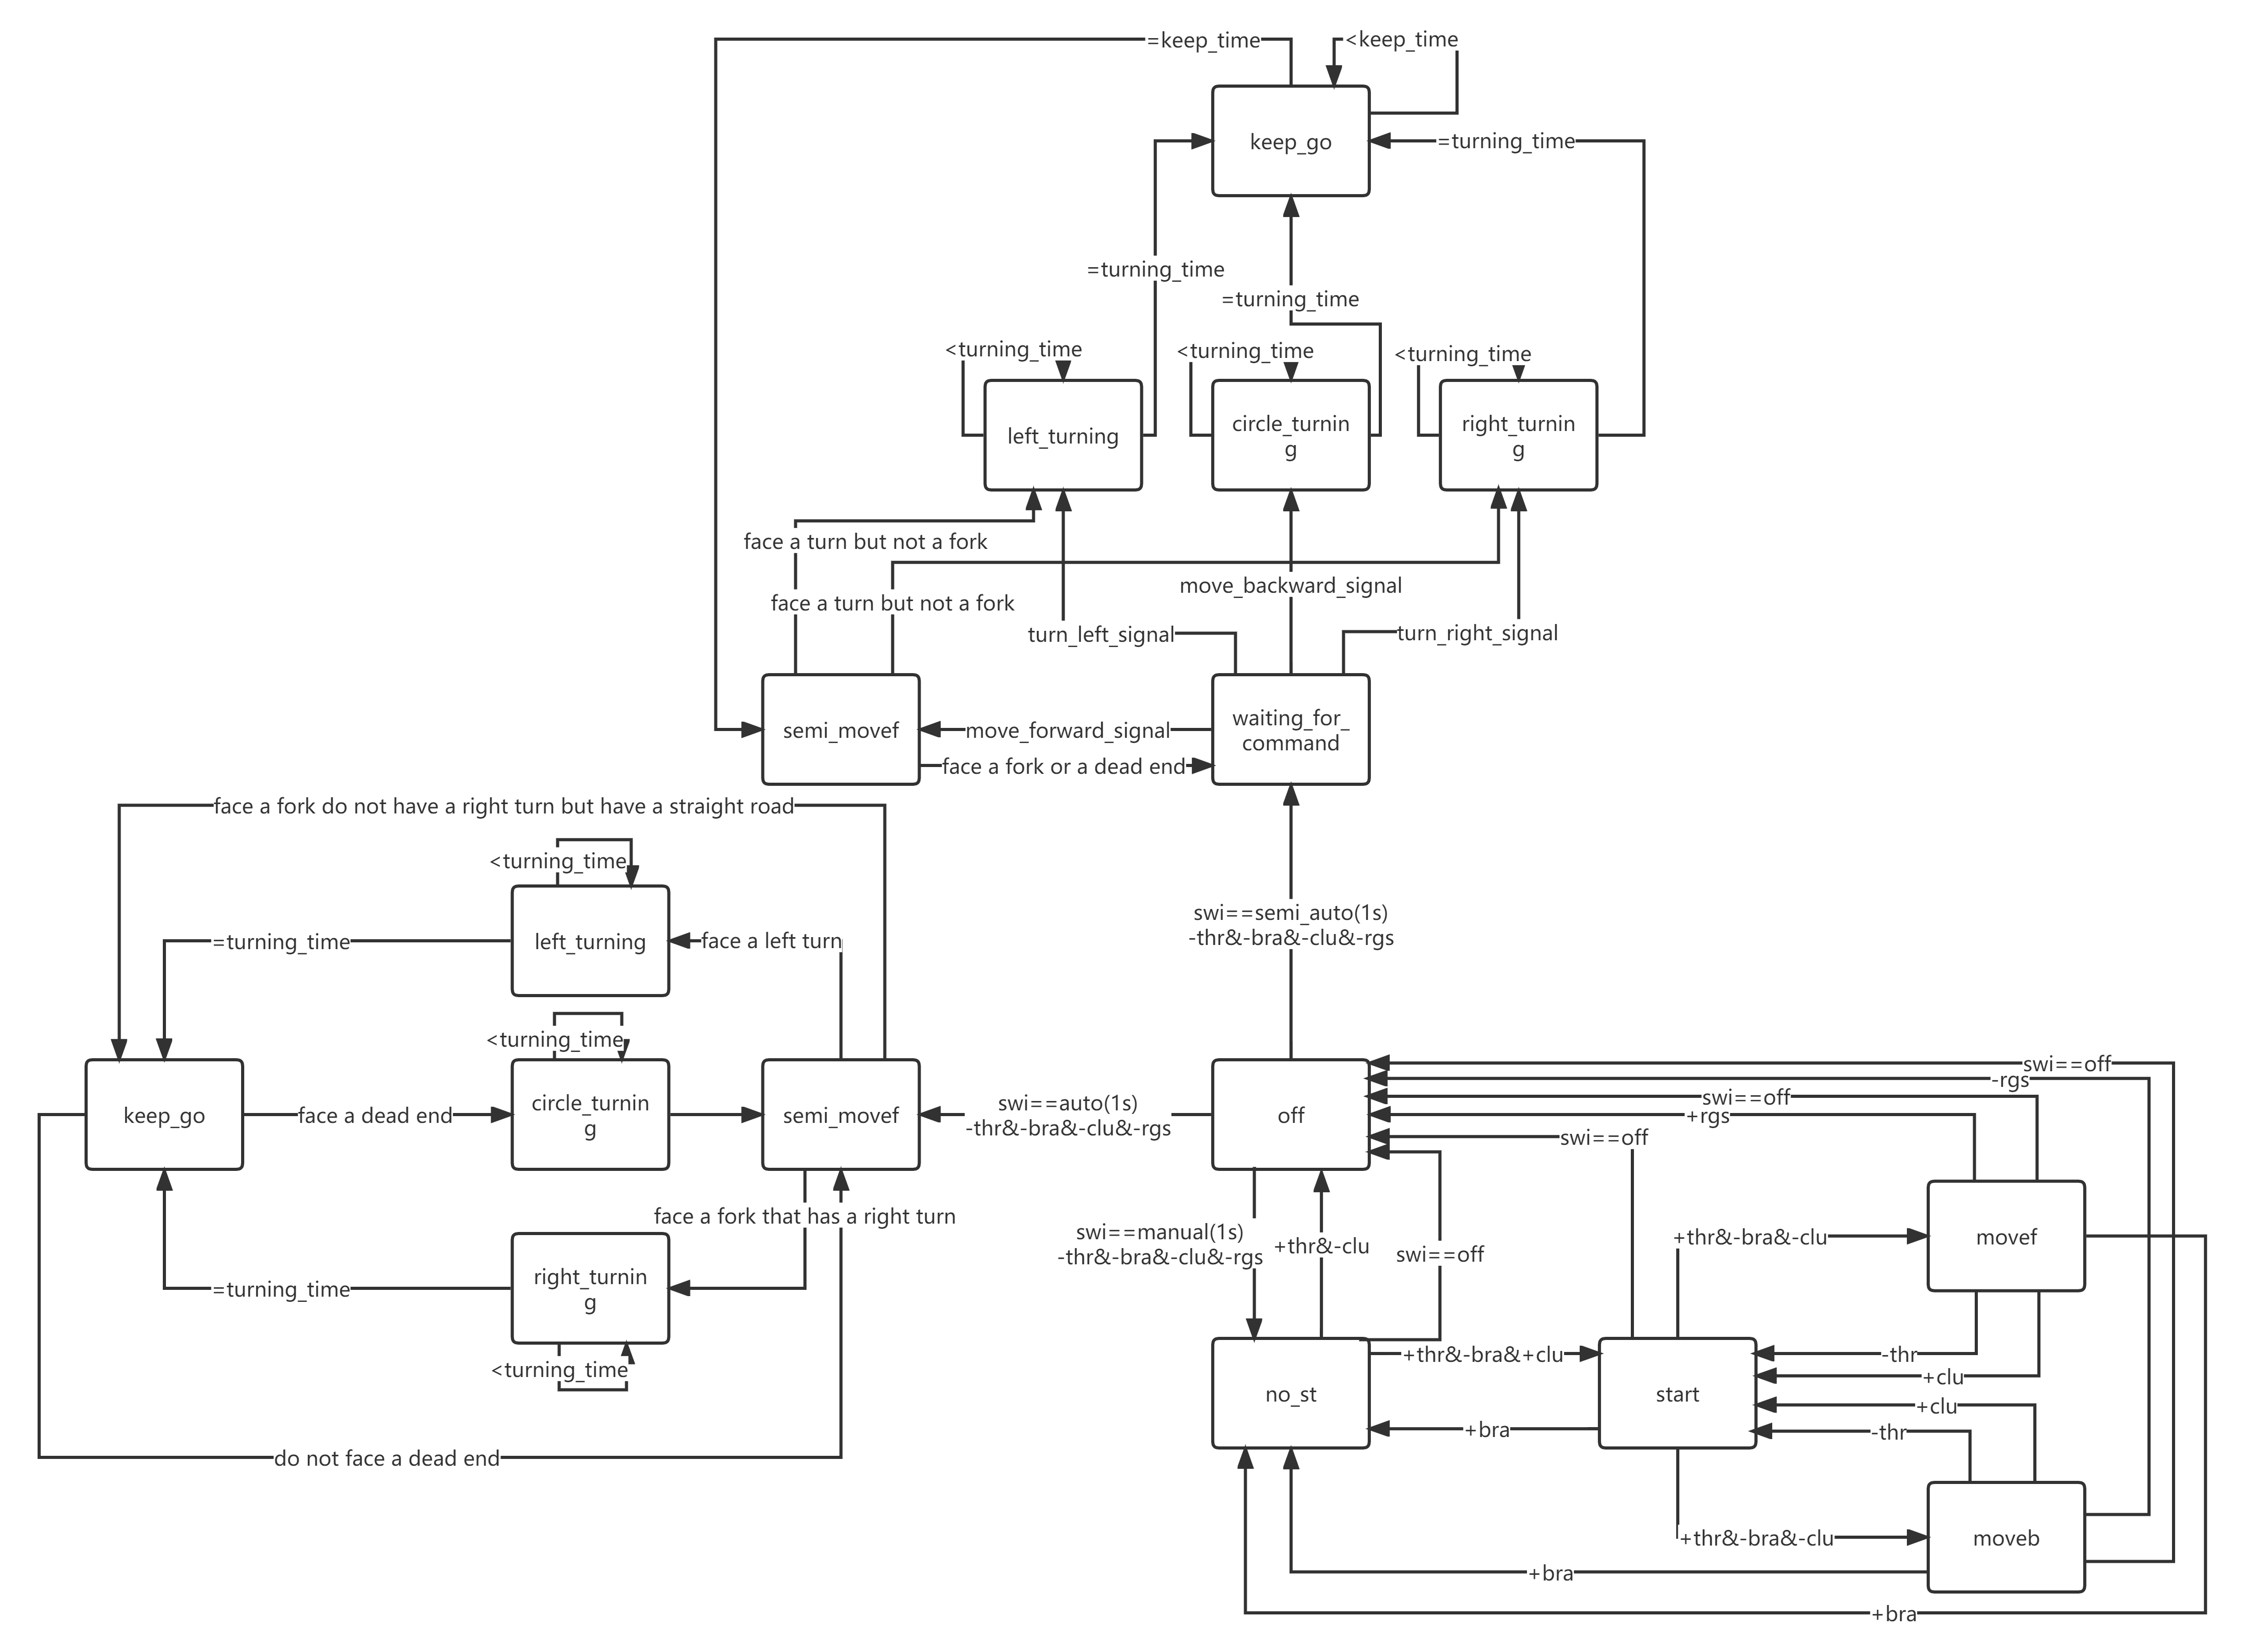 =keep_time
<keep_time
keep_go
=turning_time
=turning_time
=turning_time
<turning_time
<turning_time
<turning_time
left_turning
circle_turnin
g
right_turnin
g
face a turn but not a fork
face a turn but not a fork
move_backward_signal
turn_left_signal
turn_right_signal
semi_movef
move_forward_signal
waiting_for_
command
face a fork or a dead end
face a fork do not have a right turn but have a straight road
<turning_time
=turning_time
left_turning
face a left turn
swi==semi_auto(1s)
-thr&-bra&-clu&-rgs
<turning_time
keep_go
face a dead end
circle_turnin
g
semi_movef
swi==auto(1s)
-thr&-bra&-clu&-rgs
off
swi==off
-rgs
swi==off
+rgs
swi==off
face a fork that has a right turn
swi==manual(1s)
-thr&-bra&-clu&-rgs
+thr&-clu
swi==off
+thr&-bra&-clu
movef
=turning_time
right_turnin
g
<turning_time
do not face a dead end
no_st
+thr&-bra&+clu
start
-thr
+clu
+clu
-thr
+bra
+thr&-bra&-clu
moveb
+bra
+bra